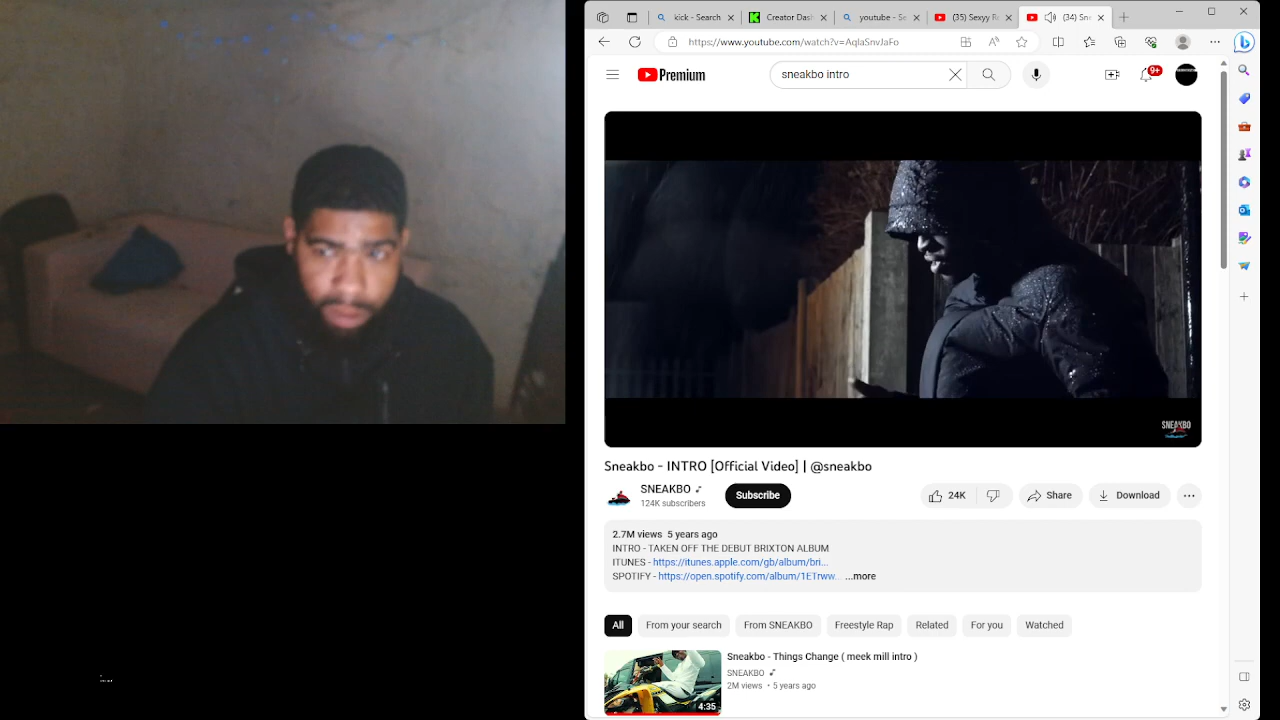 kick - Search
Creator Das
youtube - Se
(35) Sexyy R
(34) Sne
https://www.youtube.com/watch?v=AqlaSnvJaFo
Premium
sneakbo intro
9+
SNEAKBO
Sneakbo - INTRO [Official Video] | @sneakbo
SNEAKBO
124K subscribers
Subscribe
24K
Share
Download
2.7M views 5 years ago
INTRO - TAKEN OFF THE DEBUT BRIXTON ALBUM
ITUNES - https://itunes.apple.com/gb/album/bri...
SPOTIFY - https://open.spotify.com/album/1ETrww... ...more
All
From your search
From SNEAKBO
Freestyle Rap
Related
For you
Watched
Sneakbo - Things Change ( meek mill intro )
SNEAKBO
2M views • 5 years ago
4:35